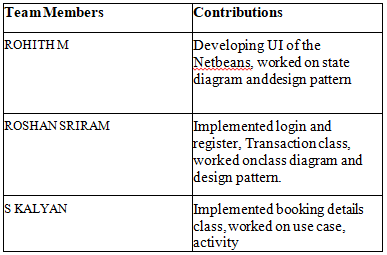 Team Members
Contributions
ROHITH M
Developing UI of the
Netbeans, worked on state
diagram anddesign pattern
ROSHAN SRIRAM
Implemented login and
register, Transaction class,
worked on class diagram and
design pattern.
S KALYAN
Implemented booking details
class, worked on use case,
activity